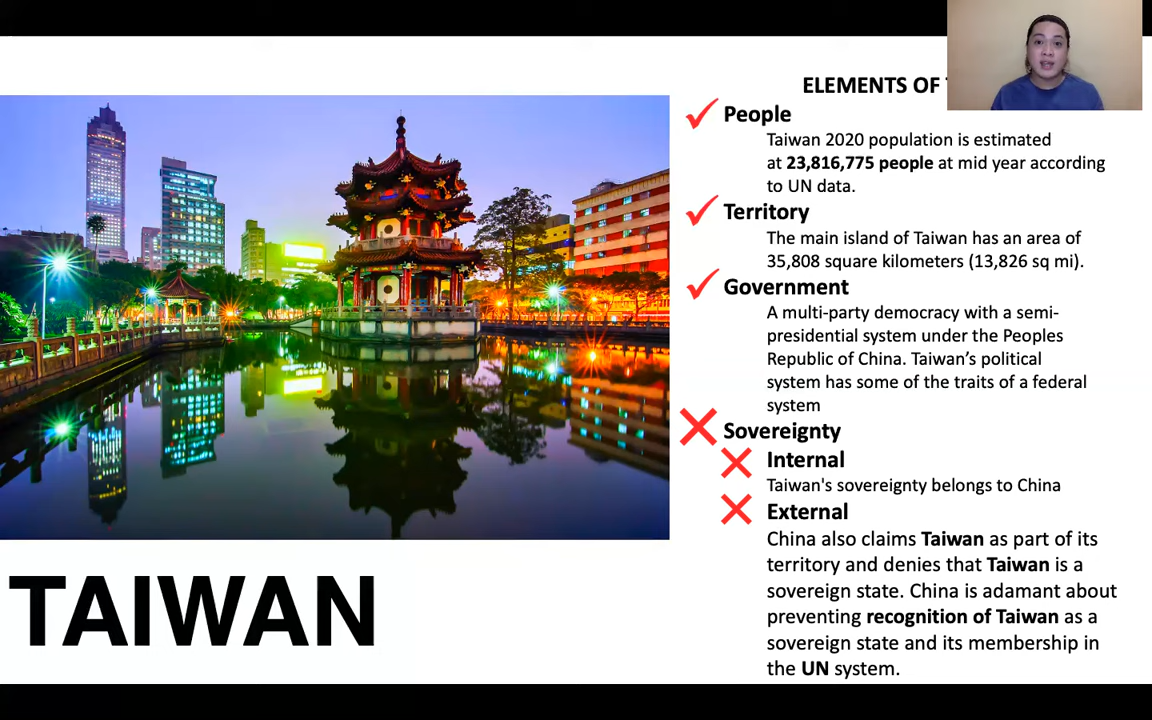 ELEMENTS OF
People
Taiwan 2020 population is estimated
at 23,816,775 people at mid year according
to UN data.
Territory
The main island of Taiwan has an area of
35,808 square kilometers (13,826 sq mi).
Government
A multi-party democracy with a semi-
presidential system under the Peoples
Republic of China. Taiwan’s political
system has some of the traits of a federal
system
Sovereignty
Internal
Taiwan's sovereignty belongs to China
External
China also claims Taiwan as part of its
territory and denies that Taiwan is a
sovereign state. China is adamant about
preventing recognition of Taiwan as a
sovereign state and its membership in
the UN system.
TAIWAN